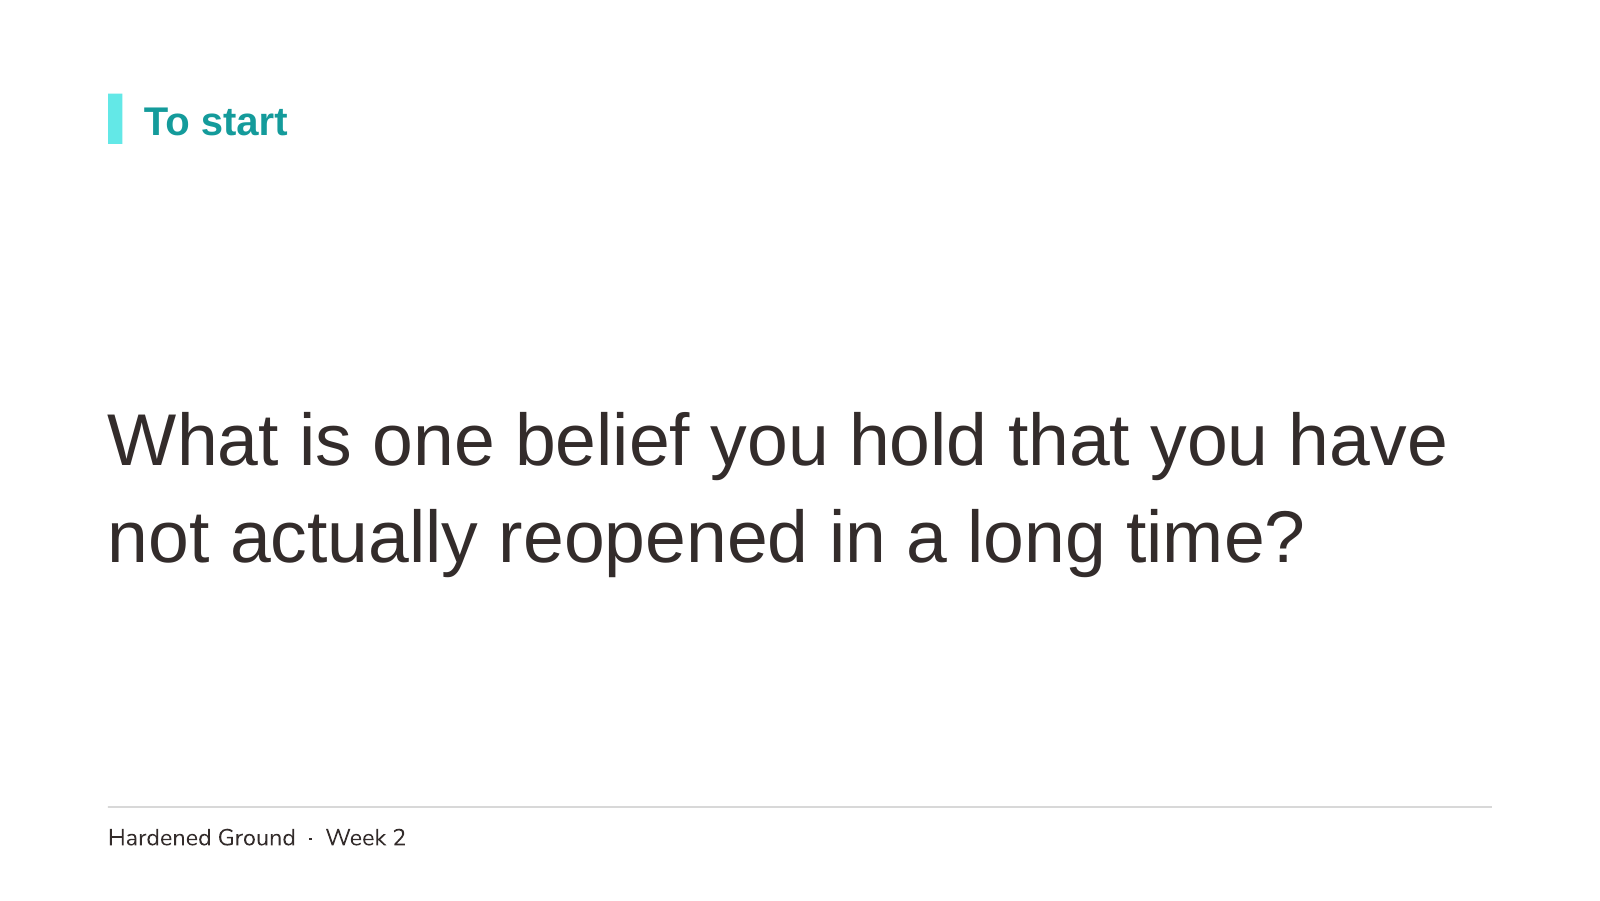 To start
What is one belief you hold that you have
not actually reopened in a long time?
Hardened Ground · Week 2